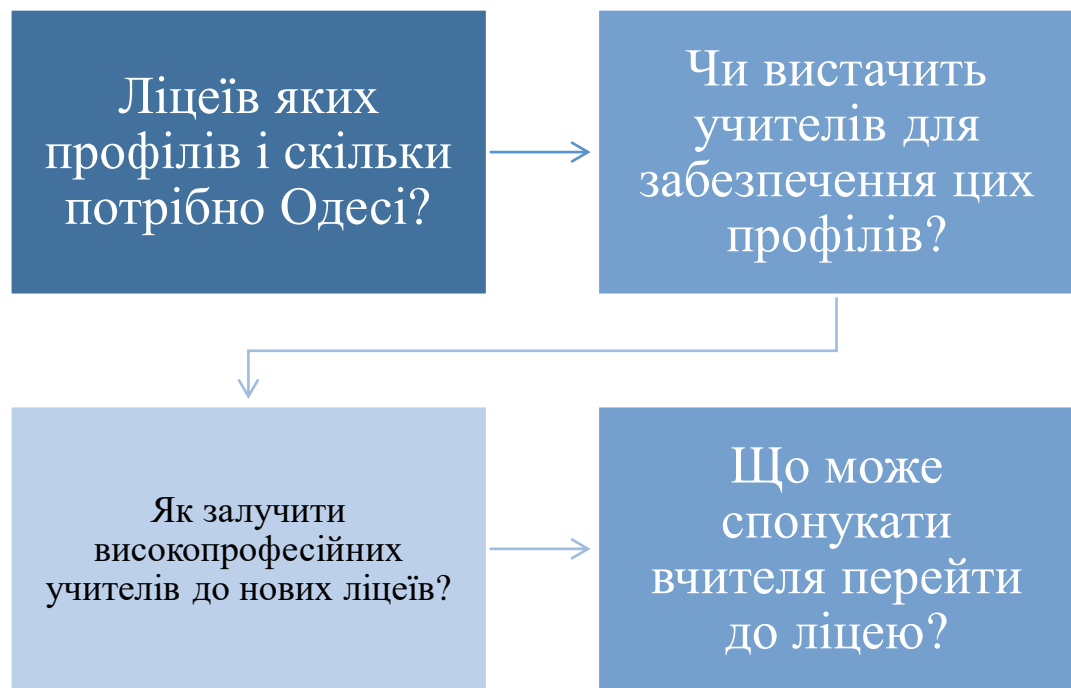 Ліцеїв яких
профілів і скільки
потрібно Одесі?
Чи вистачить
учителів для
забезпечення цих
профілів?
Як залучити
високопрофесійних
учителів до нових ліцеїв?
Що може
спонукати
вчителя перейти
до ліцею?